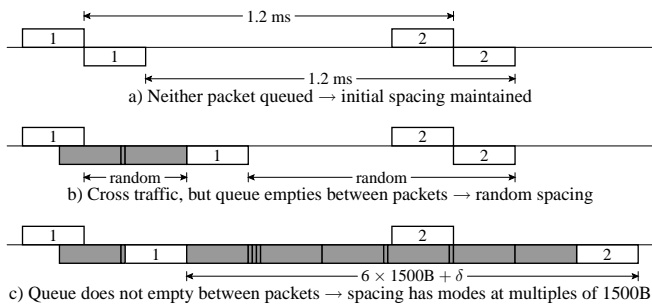 1.2 ms
1 2
1 2
1.2 ms
a) Neither packet queued → initial spacing maintained
1 2
1 2
random random
b) Cross traffic, but queue empties between packets → random spacing
1 2
1 2
6 × 1500B + δ
c) Queue does not empty between packets → spacing has modes at multiples of 1500B